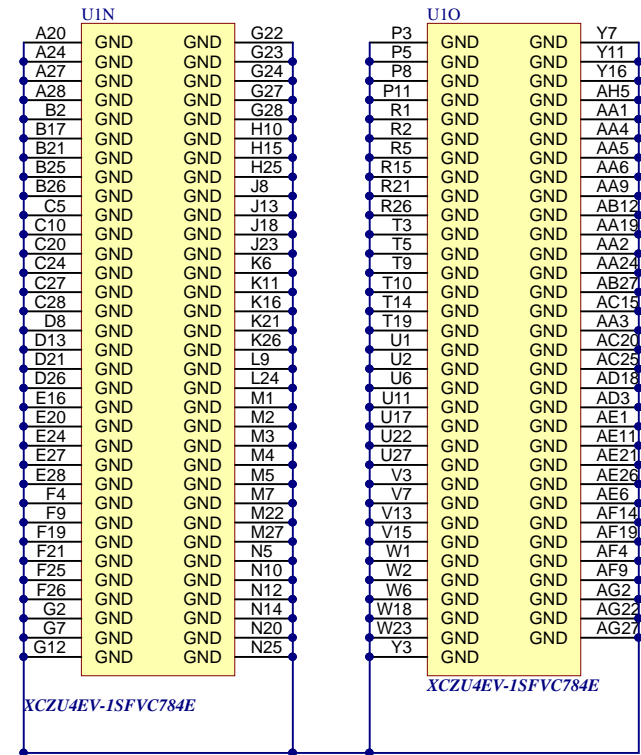 U1N
A20 GND GND G22
A24 GND GND G23
A27 GND GND G24
A28 GND GND G27
B2 GND GND G28
B17 GND GND H10
B21 GND GND H15
B25 GND GND H25
B26 GND GND J8
C5 GND GND J13
C10 GND GND J18
C20 GND GND J23
C24 GND GND K6
C27 GND GND K11
C28 GND GND K16
D8 GND GND K21
D13 GND GND K26
D21 GND GND L9
D26 GND GND L24
E16 GND GND M1
E20 GND GND M2
E24 GND GND M3
E27 GND GND M4
E28 GND GND M5
F4 GND GND M7
F9 GND GND M22
F19 GND GND M27
F21 GND GND N5
F25 GND GND N10
F26 GND GND N12
G2 GND GND N14
G7 GND GND N20
G12 GND GND N25
XCZU4EV-1SFVC784E
U1O
P3 GND GND Y7
P5 GND GND Y11
P8 GND GND Y16
P11 GND GND AH5
R1 GND GND AA1
R2 GND GND AA4
R5 GND GND AA5
R15 GND GND AA6
R21 GND GND AA9
R26 GND GND AB12
T3 GND GND AA19
T5 GND GND AA2
T9 GND GND AA24
T10 GND GND AB27
T14 GND GND AC15
T19 GND GND AA3
U1 GND GND AC20
U2 GND GND AC25
U6 GND GND AD18
U11 GND GND AD3
U17 GND GND AE1
U22 GND GND AE11
U27 GND GND AE21
V3 GND GND AE26
V7 GND GND AE6
V13 GND GND AF14
V15 GND GND AF19
W1 GND GND AF4
W2 GND GND AF9
W6 GND GND AG2
W18 GND GND AG22
W23 GND GND AG27
Y3 GND
XCZU4EV-1SFVC784E